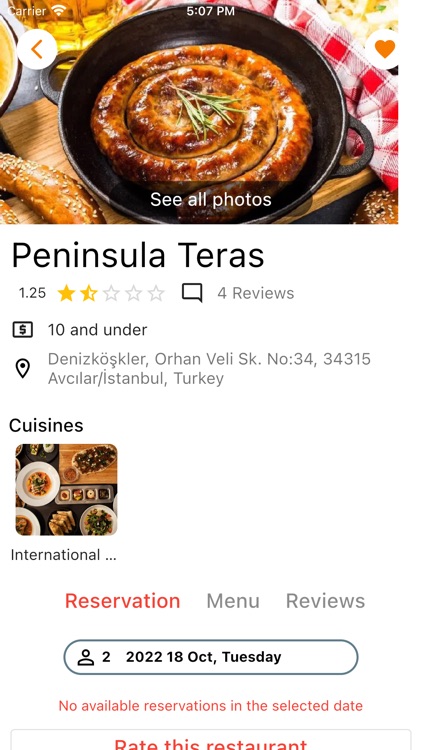 Carrier 5:07 PM
See all photos
Peninsula Teras
1.25 4 Reviews
$ 10 and under
Denizköşkler, Orhan Veli Sk. No:34, 34315
Avcılar/İstanbul, Turkey
Cuisines
International ...
Reservation Menu Reviews
2 2022 18 Oct, Tuesday
No available reservations in the selected date
Rate this restaurant